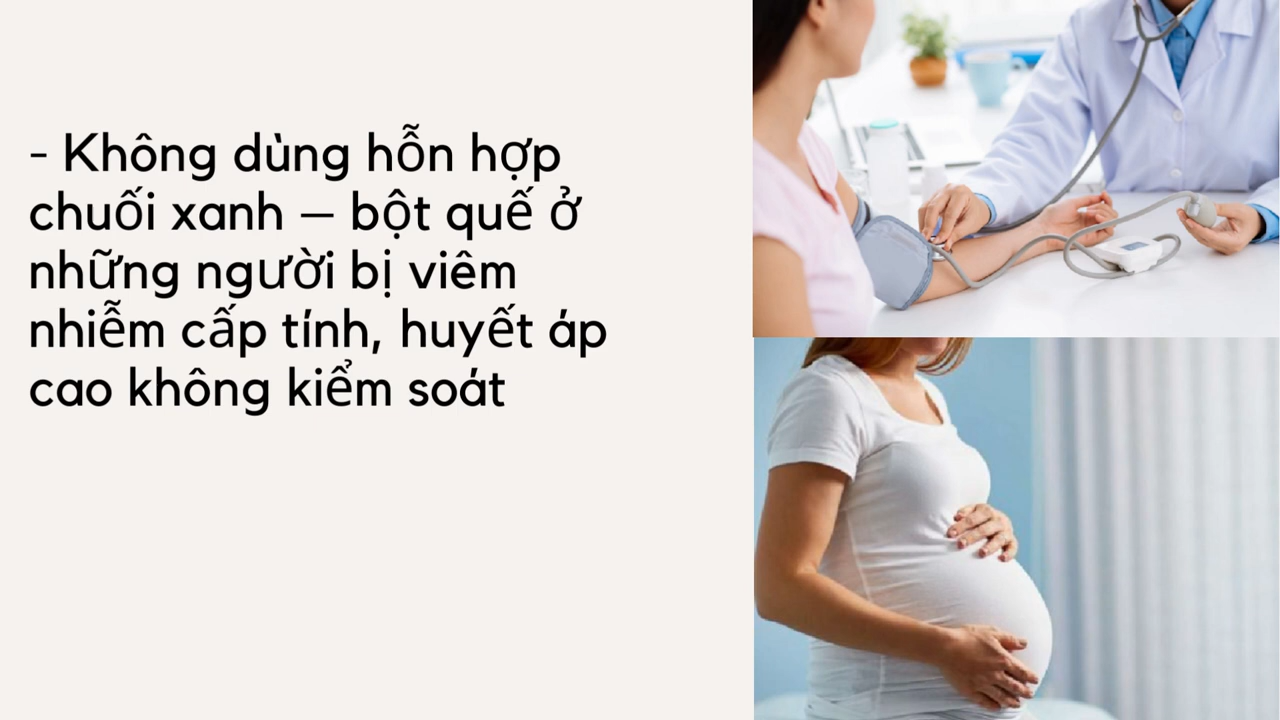 - Không dùng hỗn hợp
chuối xanh – bột quế ở
những người bị viêm
nhiễm cấp tính, huyết áp
cao không kiểm soát